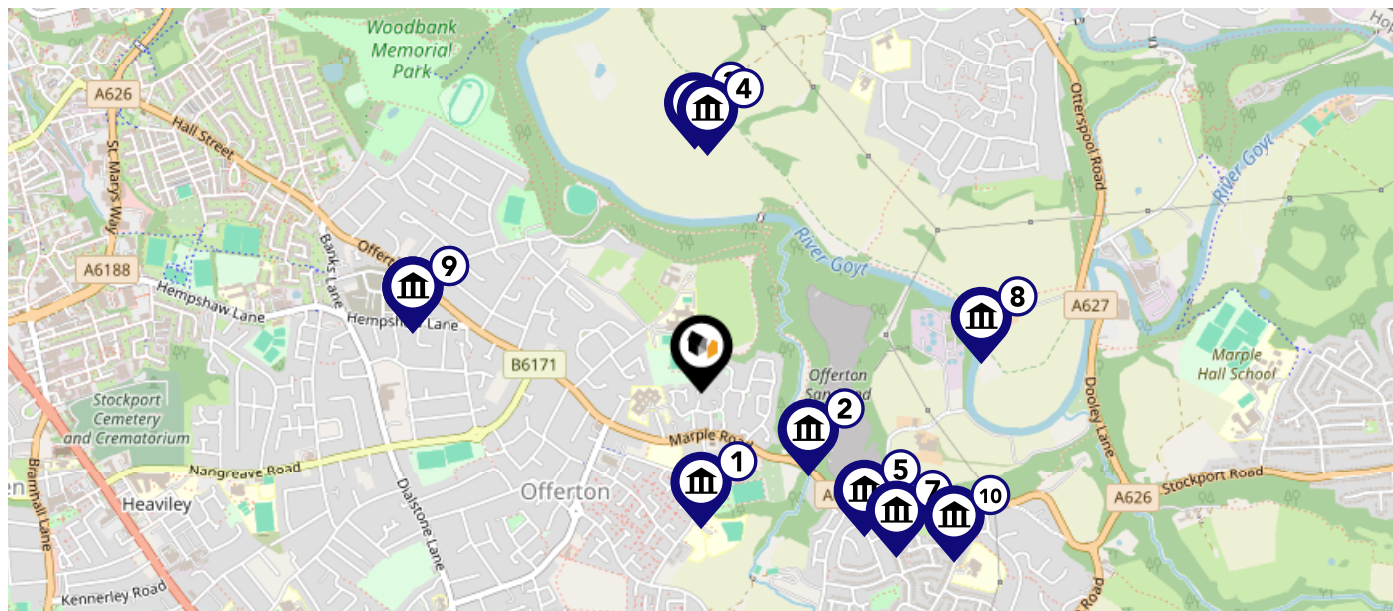 Woodbank
Memorial
Park
A626
Hall Street
St. Marys Way
4
Otterspool Road
River Goyt
Banks Lane
9
A6188
Hempshaw Lane
Lane
River Goyt
8
A627
B6171
Marple
Hall School
Offerton
Stockport
Cemetery
and Crematorium
2
Dooley Lane
Marple Road
Nangreave Road
1
5
7
10
A626
Stockport Road
Bramhall Lane
Heaviley
Dialstone Lane
Offerton
Kennerley Road
Road